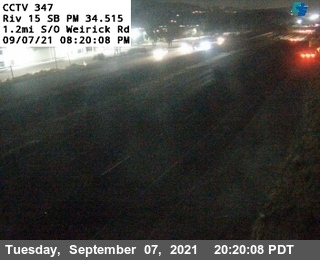 CCTV 347
Riv 15 SB PM 34.515
1.2mi S/O Weirick Rd
09/07/21 08:20:08 PM
Tuesday, September 07, 2021 20:20:08 PDT